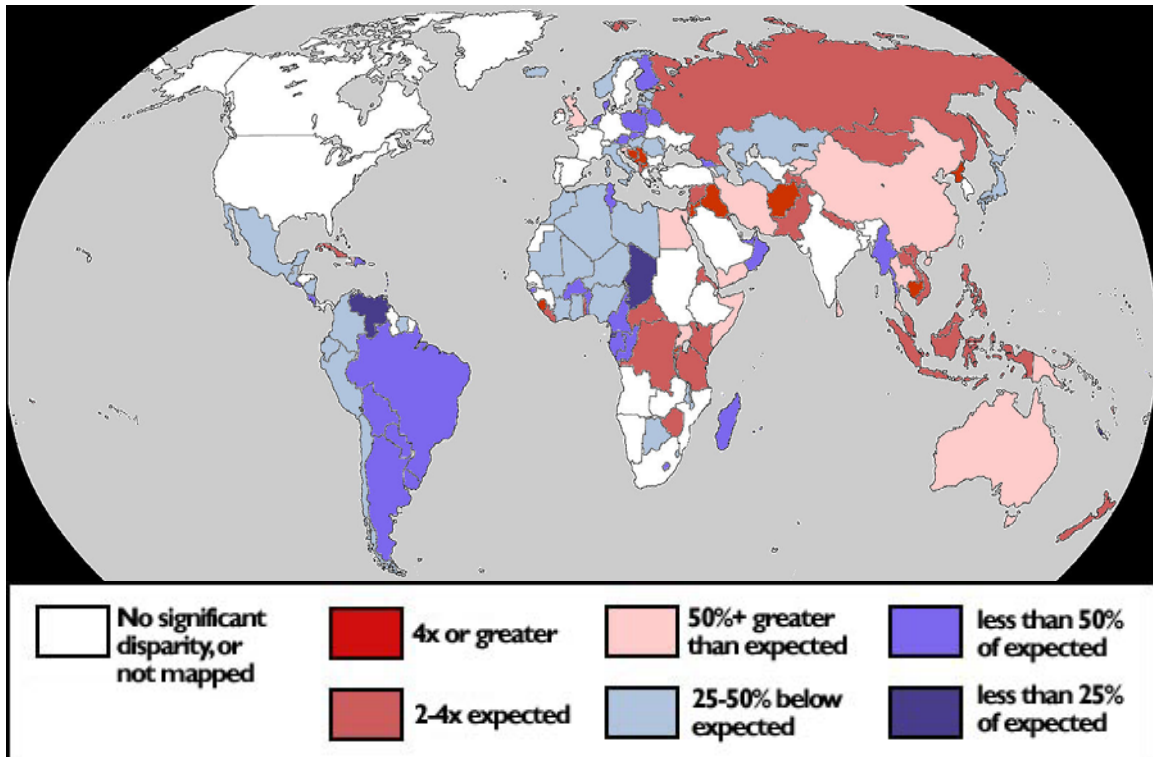 No significant
disparity, or
not mapped
4x or greater
2-4x expected
50%+ greater
than expected
25-50% below
expected
less than 50%
of expected
less than 25%
of expected